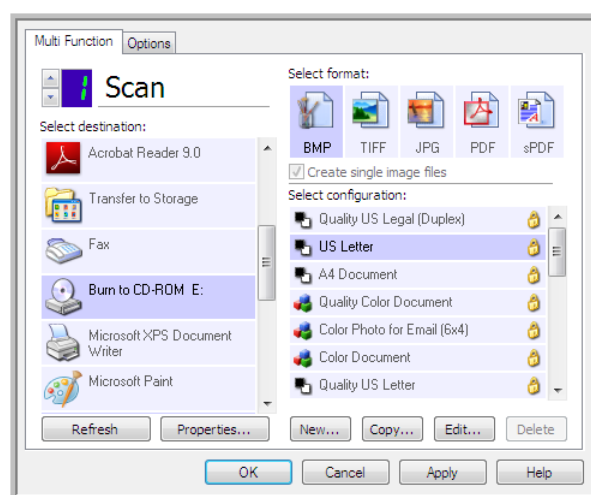 Multi Function
Options
1 Scan
Select destination:
Acrobat Reader 9.0
Transfer to Storage
Fax
Burn to CD-ROM E:
Microsoft XPS Document
Writer
Microsoft Paint
Refresh
Properties...
Select format:
BMP
TIFF
JPG
PDF
sPDF
Create single image files
Select configuration:
Quality US Legal (Duplex)
US Letter
A4 Document
Quality Color Document
Color Photo for Email (6x4)
Color Document
Quality US Letter
New...
Copy...
Edit...
Delete
OK
Cancel
Apply
Help